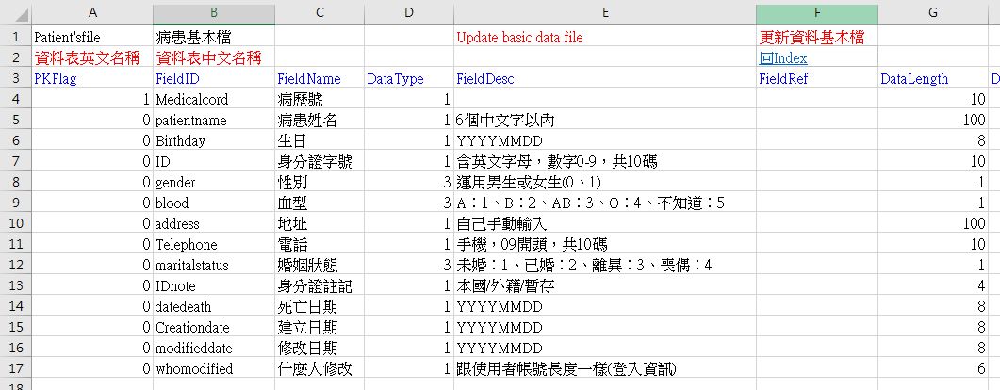 A B C D E F G
1 Patient'sfile 病患基本檔 Update basic data file 更新資料基本檔
2 資料表英文名稱 資料表中文名稱 回Index
3 PKFlag FieldID FieldName DataType FieldDesc FieldRef DataLength D
4 1 Medicalcord 病歷號 1 10
5 0 patientname 病患姓名 1 6個中文字以內 100
6 0 Birthday 生日 1 YYYYMMDD 8
7 0 ID 身分證字號 1 含英文字母，數字0-9，共10碼 10
8 0 gender 性別 3 運用男生或女生(0、1) 1
9 0 blood 血型 3 A：1、B：2、AB：3、O：4、不知道：5 1
10 0 address 地址 1 自己手動輸入 100
11 0 Telephone 電話 1 手機，09開頭，共10碼 10
12 0 maritalstatus 婚姻狀態 3 未婚：1、已婚：2、離異：3、喪偶：4 1
13 0 IDnote 身分證註記 1 本國/外籍/暫存 4
14 0 datedeath 死亡日期 1 YYYYMMDD 8
15 0 Creationdate 建立日期 1 YYYYMMDD 8
16 0 modifieddate 修改日期 1 YYYYMMDD 8
17 0 whomodified 什麼人修改 1 跟使用者帳號長度一樣(登入資訊) 6
18